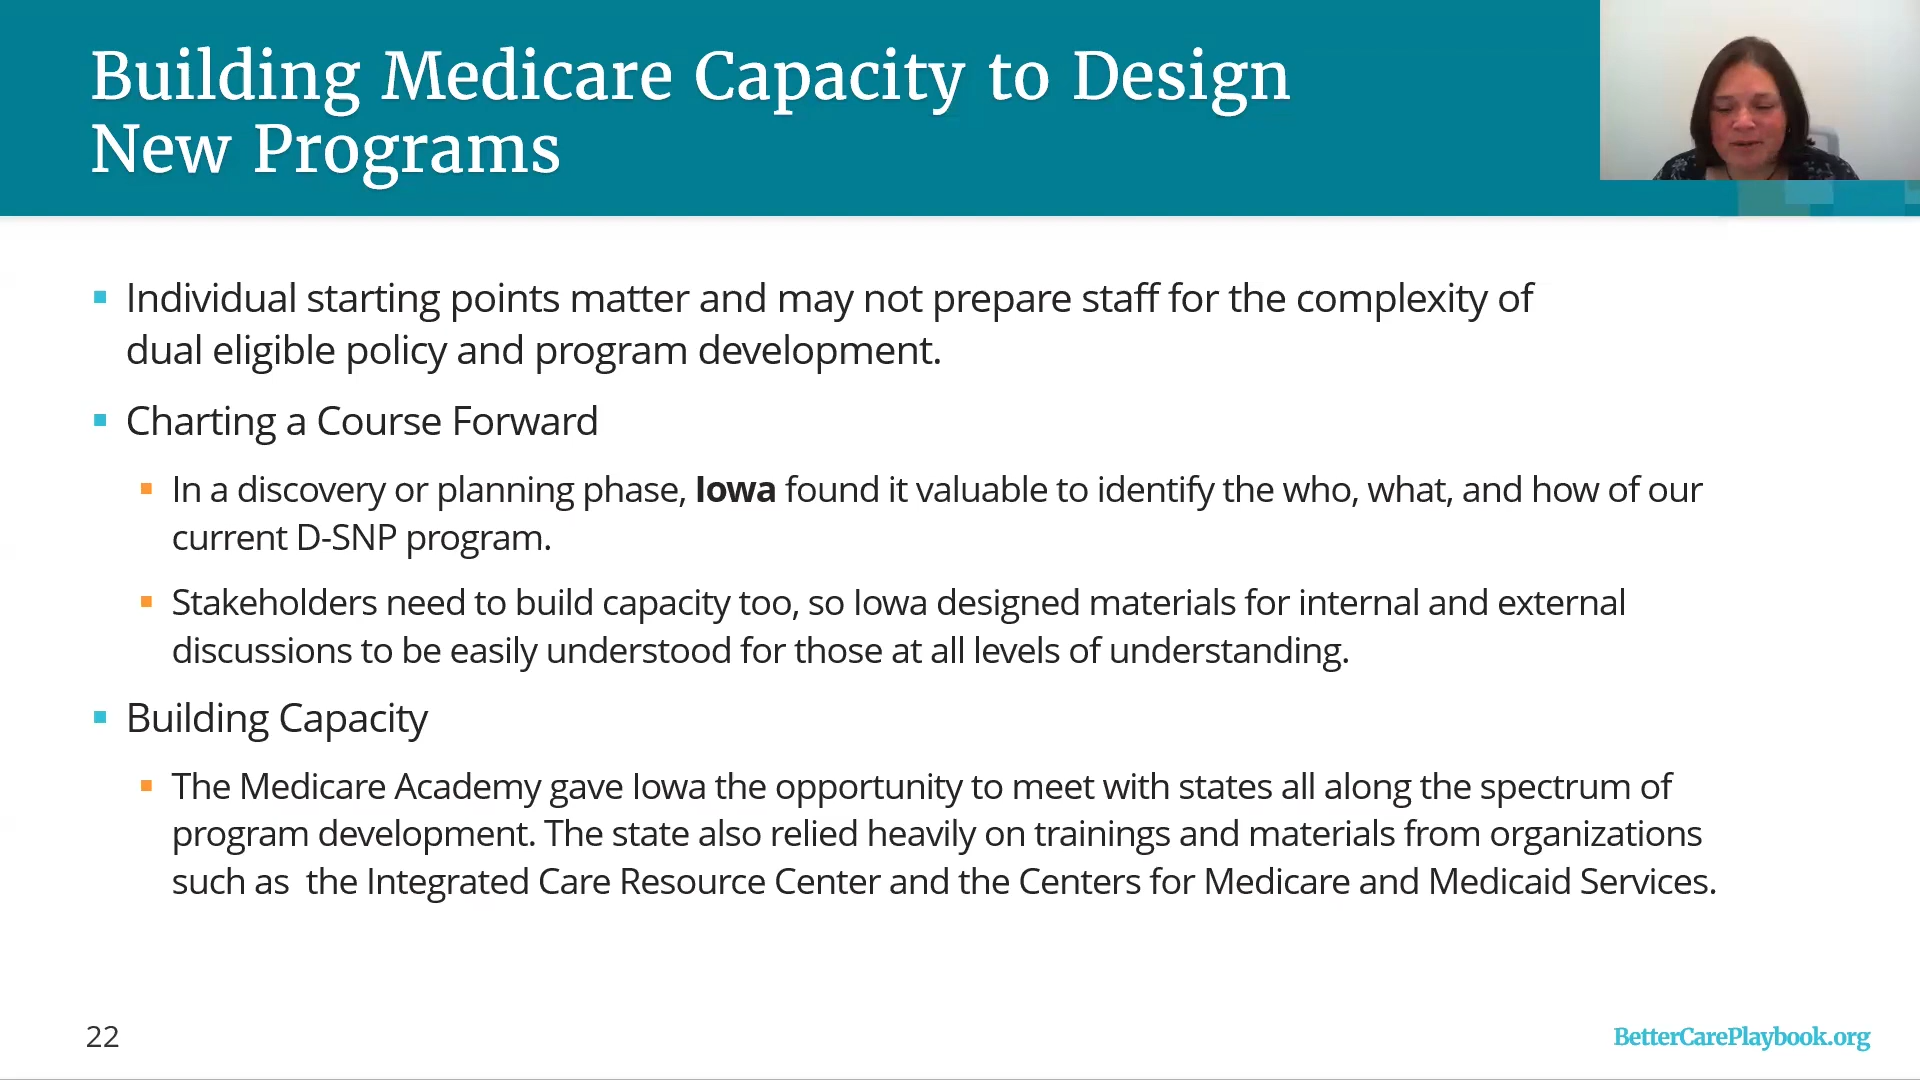 Building Medicare Capacity to Design
New Programs
Individual starting points matter and may not prepare staff for the complexity of
dual eligible policy and program development.
Charting a Course Forward
In a discovery or planning phase, Iowa found it valuable to identify the who, what, and how of our
current D-SNP program.
Stakeholders need to build capacity too, so Iowa designed materials for internal and external
discussions to be easily understood for those at all levels of understanding.
Building Capacity
The Medicare Academy gave Iowa the opportunity to meet with states all along the spectrum of
program development. The state also relied heavily on trainings and materials from organizations
such as  the Integrated Care Resource Center and the Centers for Medicare and Medicaid Services.
22
BetterCarePlaybook.org